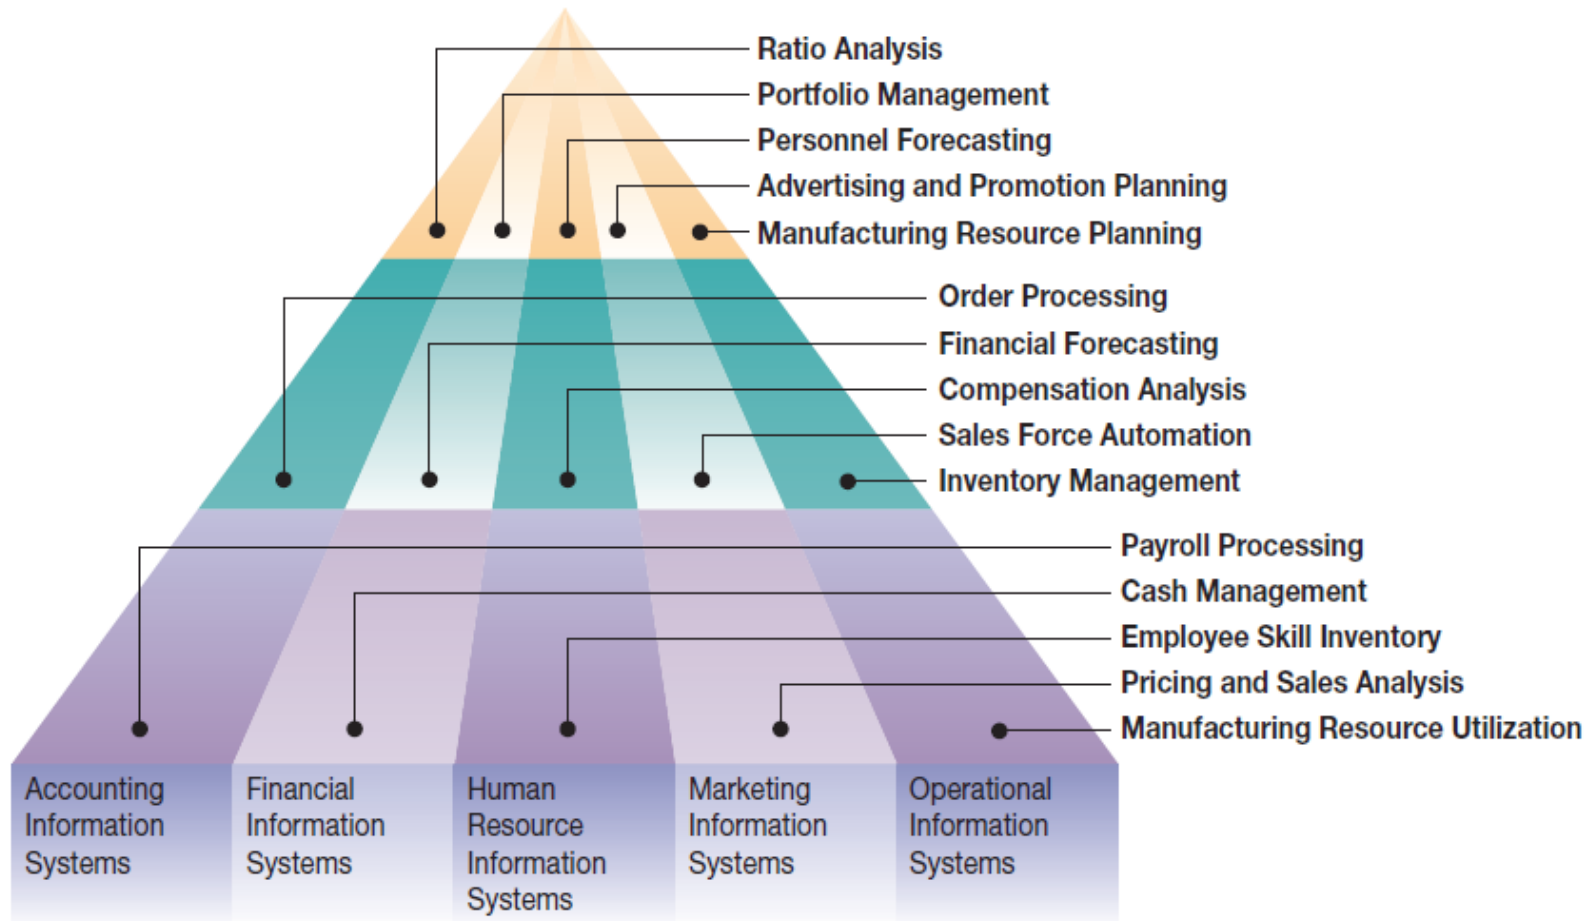 Ratio Analysis
Portfolio Management
Personnel Forecasting
Advertising and Promotion Planning
Manufacturing Resource Planning
Order Processing
Financial Forecasting
Compensation Analysis
Sales Force Automation
Inventory Management
Payroll Processing
Cash Management
Employee Skill Inventory
Pricing and Sales Analysis
Manufacturing Resource Utilization
Accounting
Information
Systems
Financial
Information
Systems
Human
Resource
Information
Systems
Marketing
Information
Systems
Operational
Information
Systems